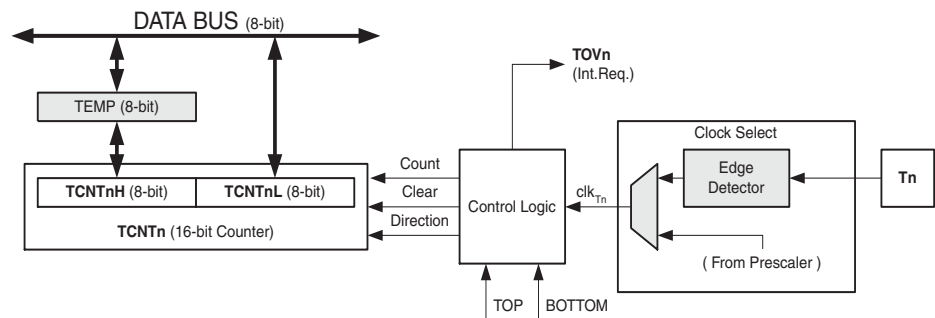 DATA BUS (8-bit)
TOVn
(Int.Req.)
TEMP (8-bit)
Clock Select
Count
Edge
Detector
Tn
TCNTnH (8-bit)
TCNTnL (8-bit)
Clear
Control Logic
clkTn
Direction
TCNTn (16-bit Counter)
( From Prescaler )
TOP
BOTTOM